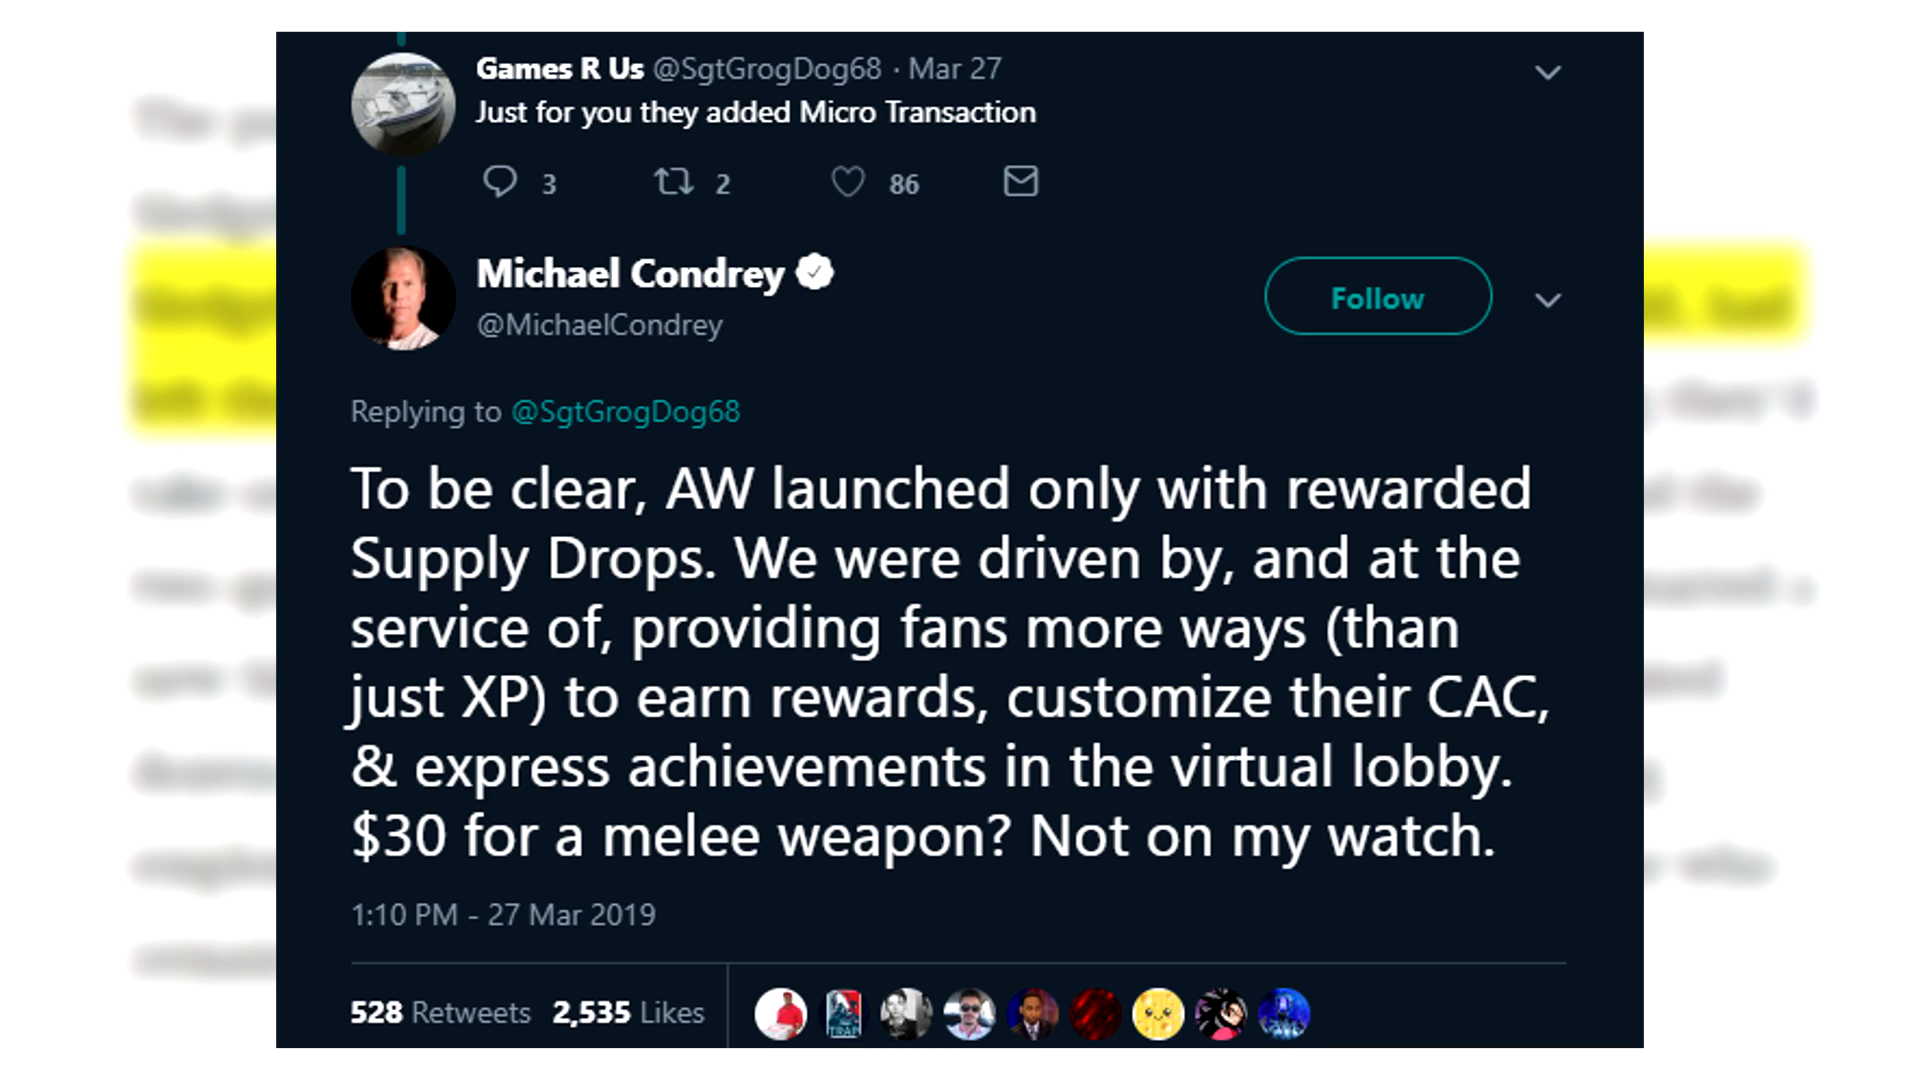 Games R Us @SgtGrogDog68 · Mar 27
Just for you they added Micro Transaction
3 2 86
Michael Condrey
@MichaelCondrey
Follow
Replying to @SgtGrogDog68
To be clear, AW launched only with rewarded
Supply Drops. We were driven by, and at the
service of, providing fans more ways (than
just XP) to earn rewards, customize their CAC,
& express achievements in the virtual lobby.
$30 for a melee weapon? Not on my watch.
1:10 PM - 27 Mar 2019
528 Retweets 2,535 Likes
TRAP